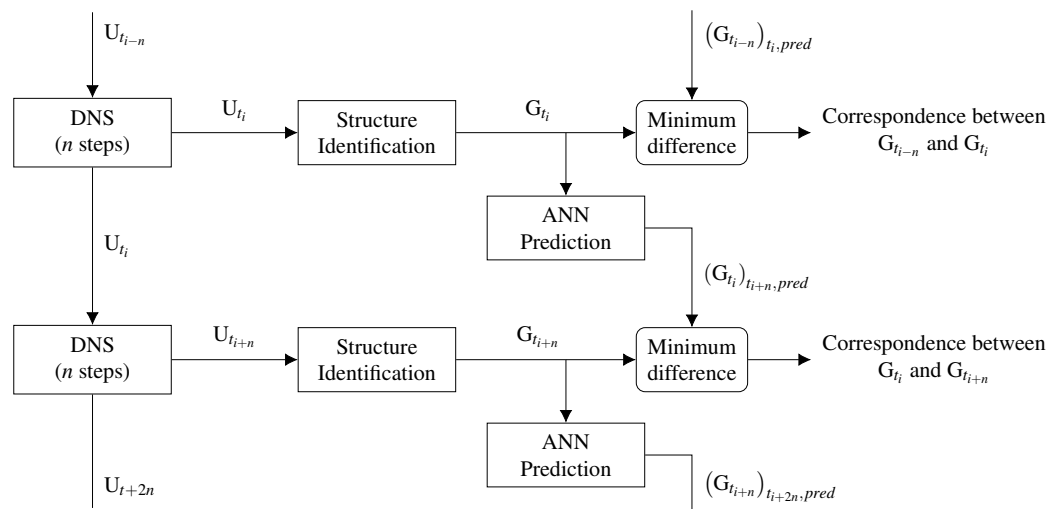 U_{t_{i−n}}
(G_{t_{i−n}})_{t_i,pred}
DNS
(n steps)
U_{t_i}
Structure
Identification
G_{t_i}
Minimum
difference
Correspondence between
G_{t_{i−n}} and G_{t_i}
ANN
Prediction
U_{t_i}
(G_{t_i})_{t_{i+n},pred}
DNS
(n steps)
U_{t_{i+n}}
Structure
Identification
G_{t_{i+n}}
Minimum
difference
Correspondence between
G_{t_i} and G_{t_{i+n}}
ANN
Prediction
U_{t+2n}
(G_{t_{i+n}})_{t_{i+2n},pred}